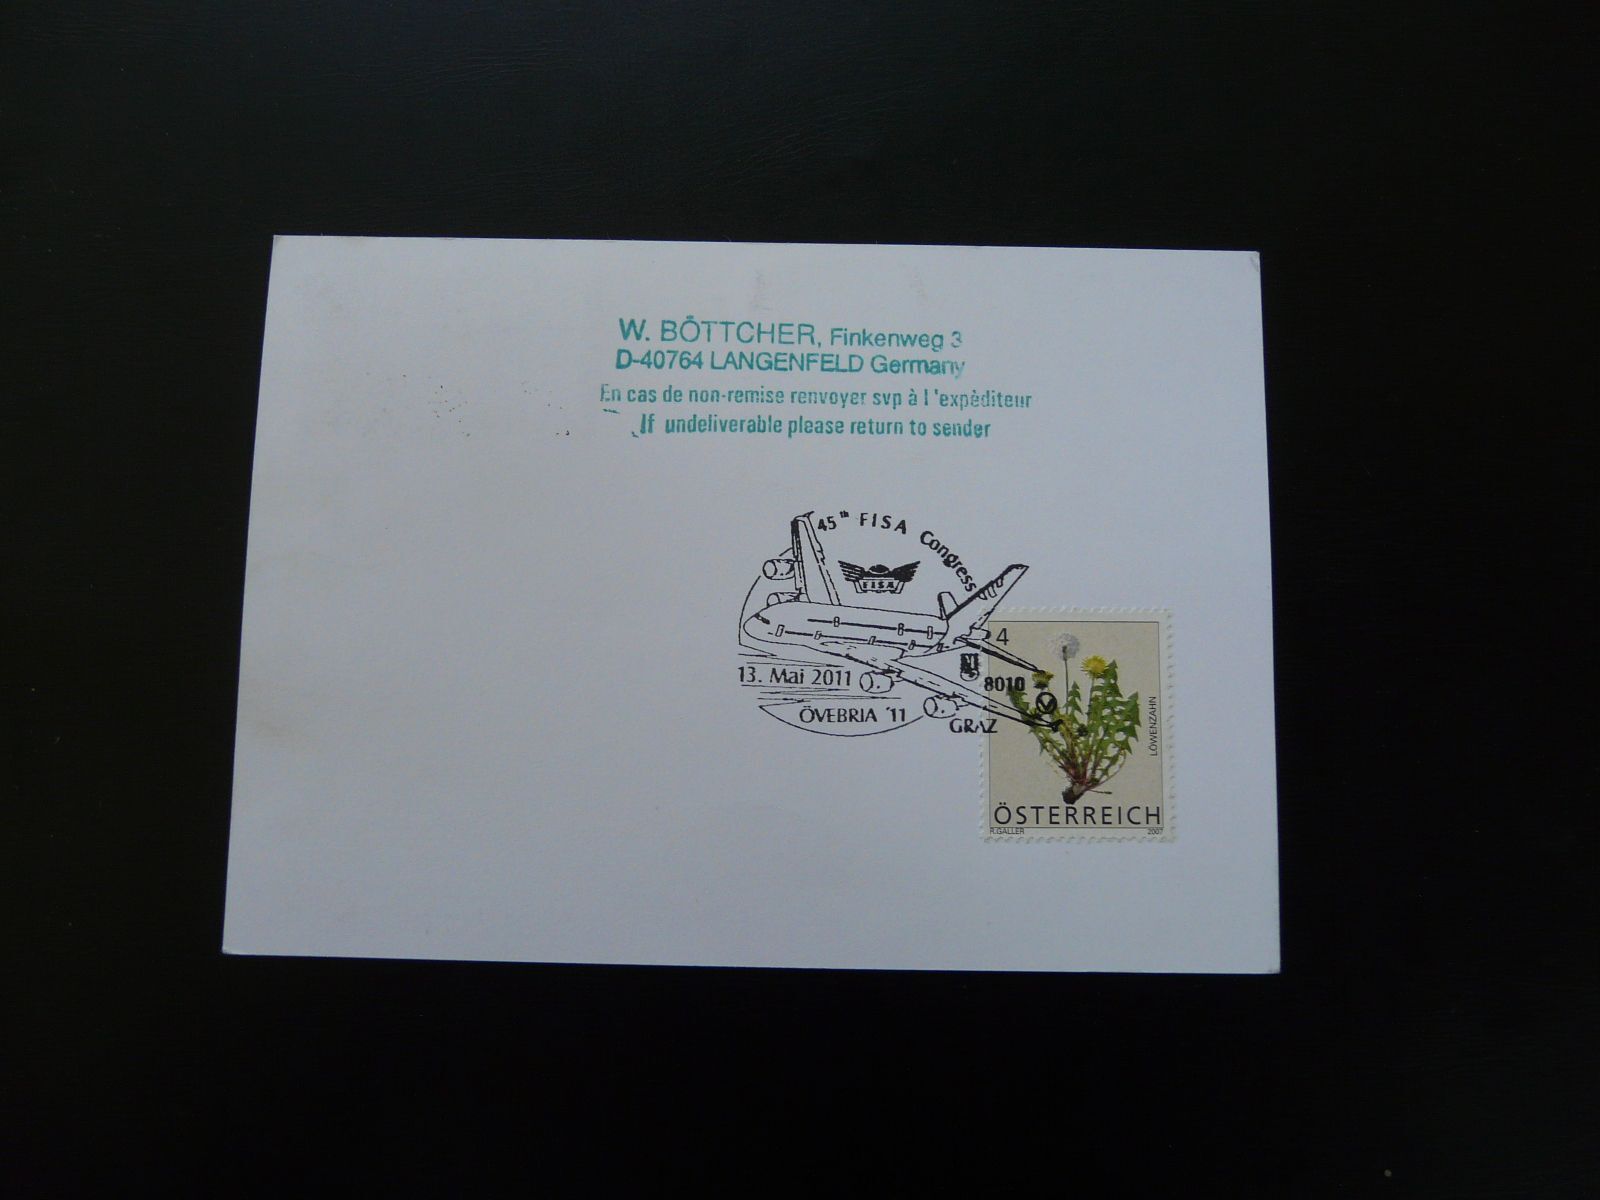 W. BÖTTCHER, Finkenweg 3
D-40764 LANGENFELD Germany
En cas de non-remise renvoyer svp à l'expéditeur
If undeliverable please return to sender
45th FISA Congress
FISA
13. Mai 2011
ÖVEBRIA '11
8010
GRAZ
4
LÖWENZAHN
ÖSTERREICH
R.GALLER 2007